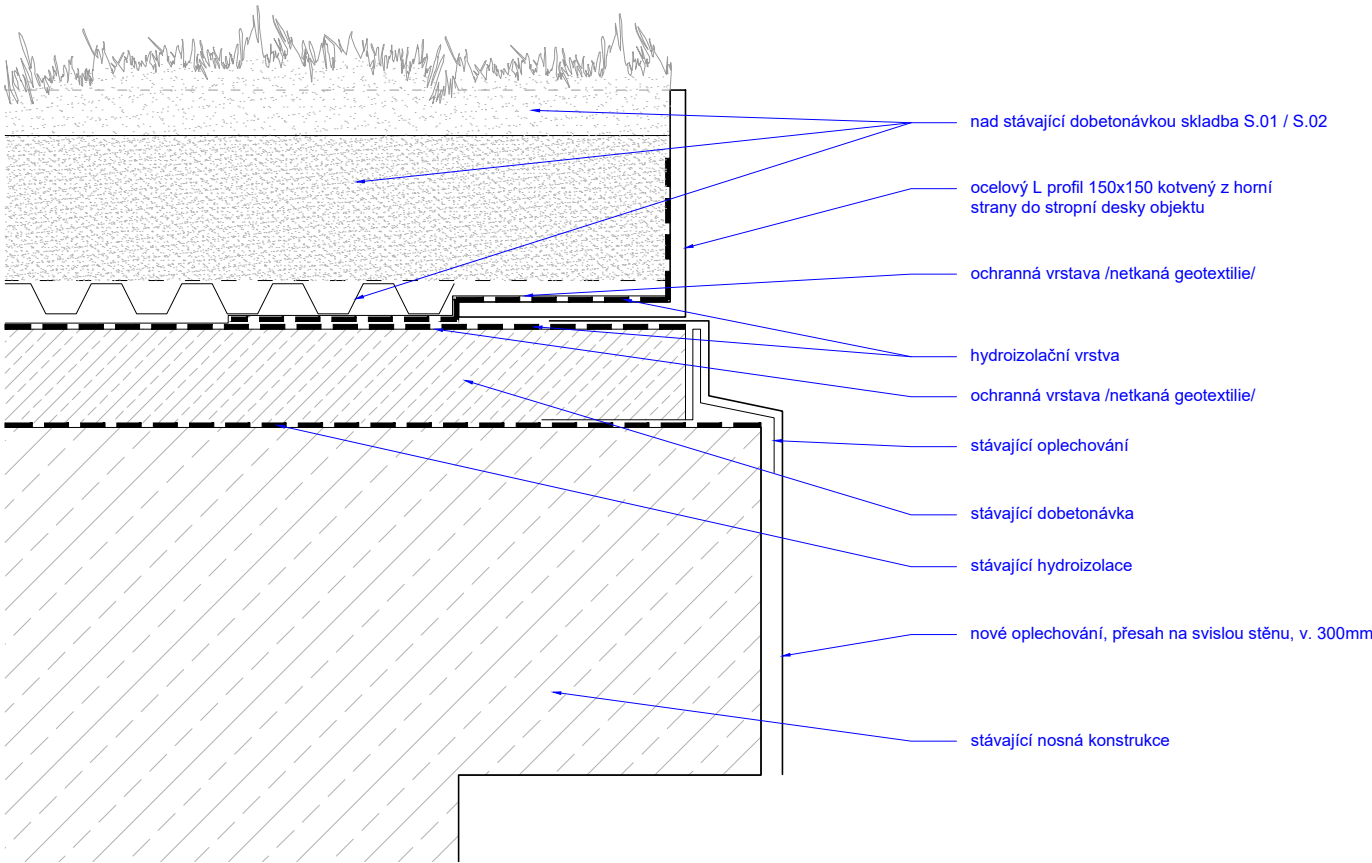 nad stávající dobetonávkou skladba S.01 / S.02
ocelový L profil 150x150 kotvený z horní
strany do stropní desky objektu
ochranná vrstava /netkaná geotextilie/
hydroizolační vrstva
ochranná vrstava /netkaná geotextilie/
stávající oplechování
stávající dobetonávka
stávající hydroizolace
nové oplechování, přesah na svislou stěnu, v. 300mm
stávající nosná konstrukce